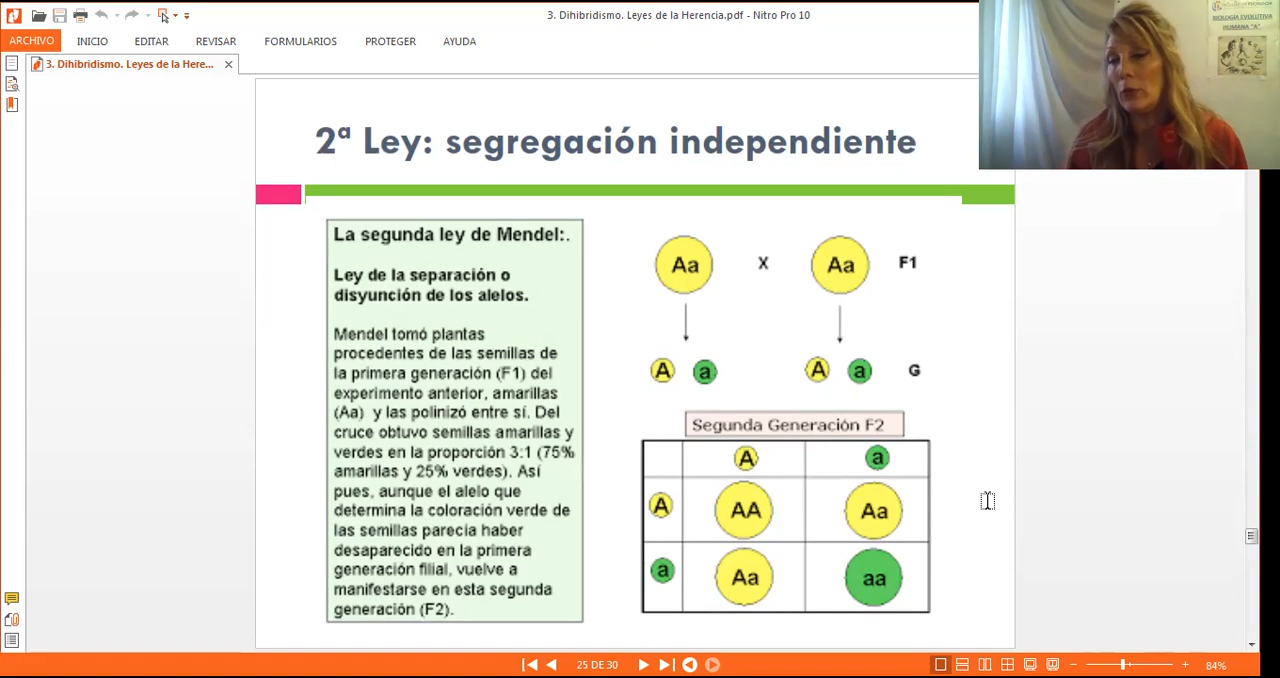 3. Dihibridismo. Leyes de la Herencia.pdf - Nitro Pro 10
ARCHIVO INICIO EDITAR REVISAR FORMULARIOS PROTEGER AYUDA
3. Dihibridismo. Leyes de la Here...
BIOLOGÍA EVOLUTIVA
HUMANA "A"
2ª Ley: segregación independiente
La segunda ley de Mendel:.
Ley de la separación o
disyunción de los alelos.
Mendel tomó plantas
procedentes de las semillas de
la primera generación (F1) del
experimento anterior, amarillas
(Aa) y las polinizó entre sí. Del
cruce obtuvo semillas amarillas y
verdes en la proporción 3:1 (75%
amarillas y 25% verdes). Así
pues, aunque el alelo que
determina la coloración verde de
las semillas parecía haber
desaparecido en la primera
generación filial, vuelve a
manifestarse en esta segunda
generación (F2).
Aa X Aa F1
A a A a G
Segunda Generación F2
A a
A AA Aa
a Aa aa
25 DE 30
84%